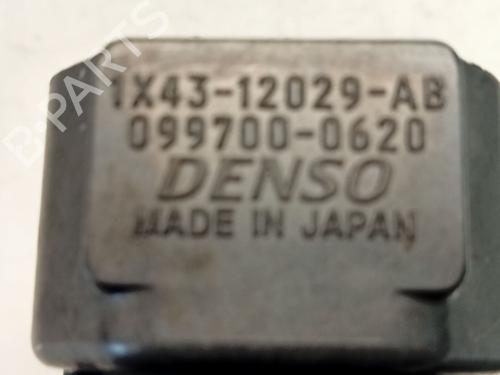 1X43-12029-AB
099700-0620
DENSO
MADE IN JAPAN
B-PARTS